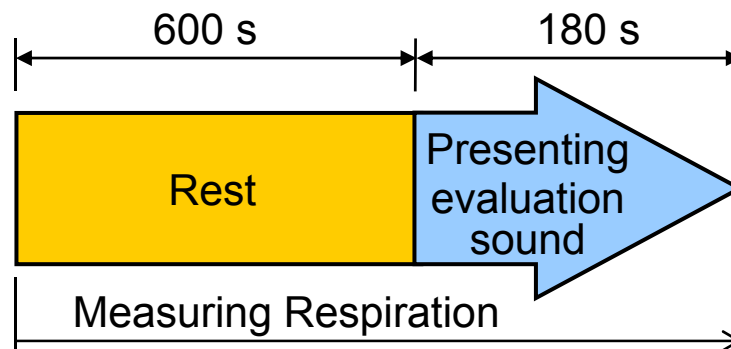 600 s
180 s
Rest
Presenting
evaluation
sound
Measuring Respiration